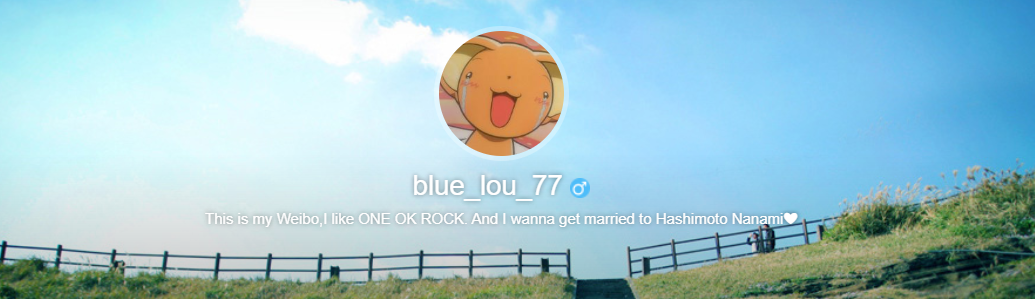 blue_lou_77
This is my Weibo,I like ONE OK ROCK. And I wanna get married to Hashimoto Nanami♥